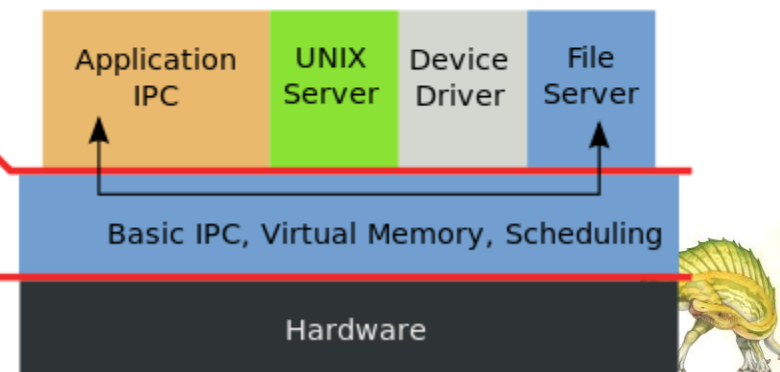 Application
IPC
UNIX
Server
Device
Driver
File
Server
Basic IPC, Virtual Memory, Scheduling
Hardware